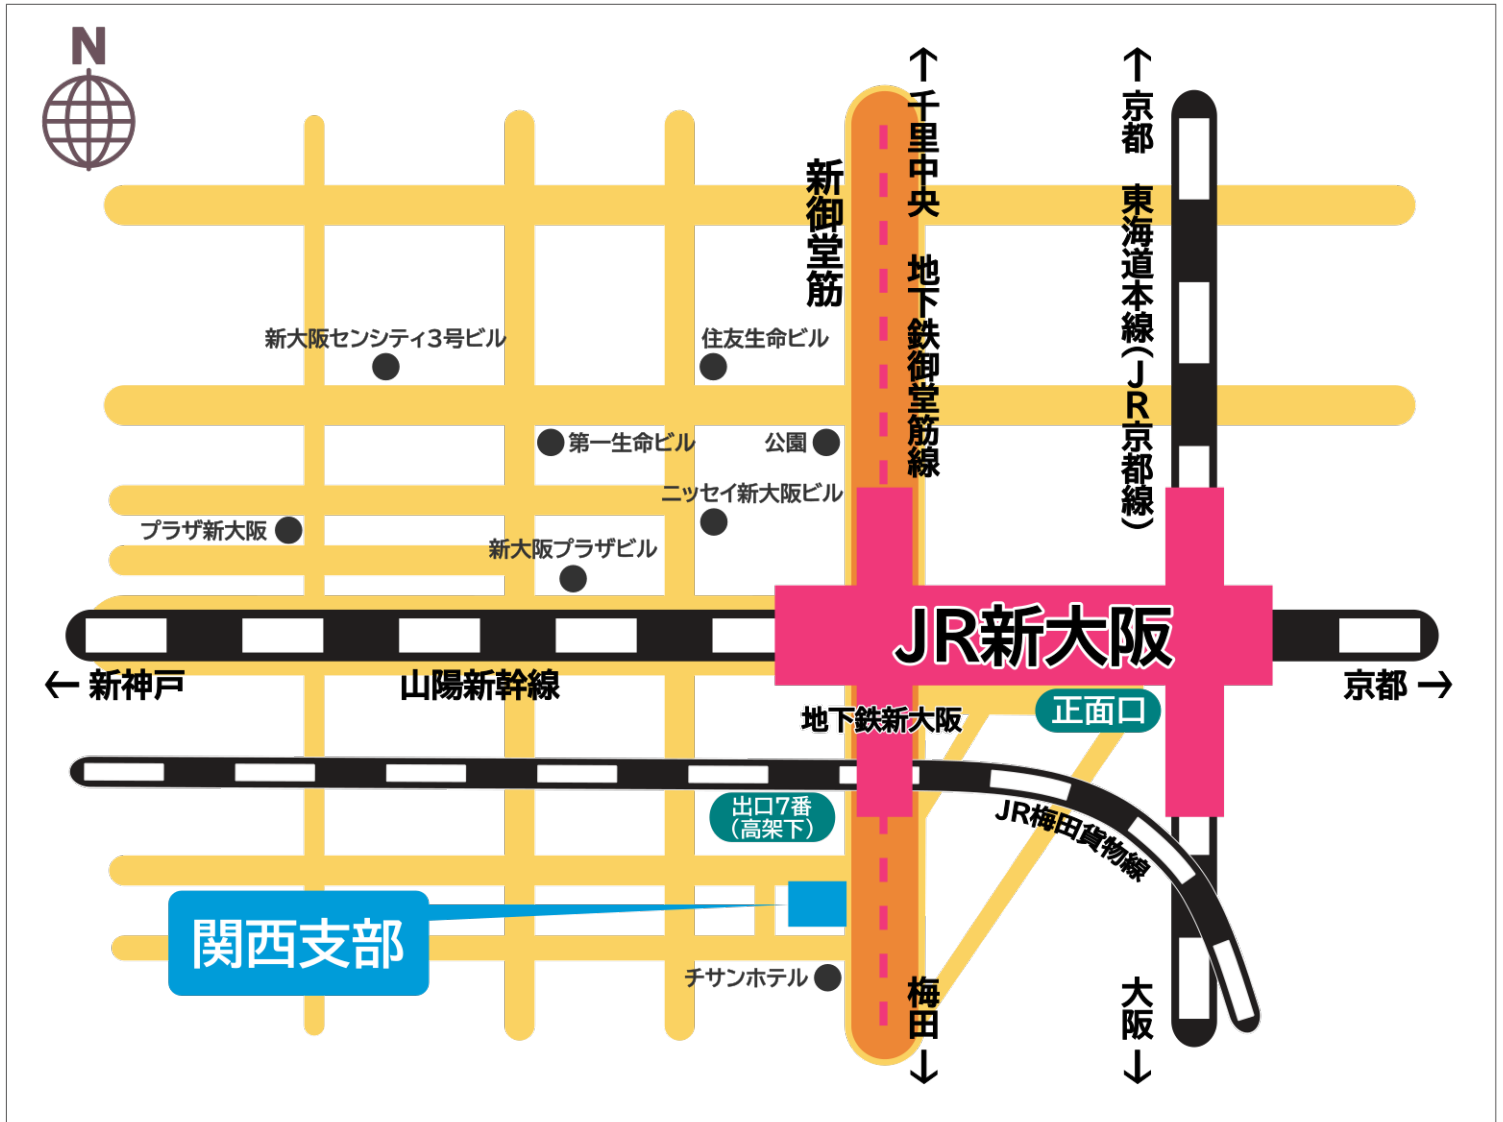 N
↑千里中央 地下鉄御堂筋線
↑京都 東海道本線(JR京都線)
新御堂筋
新大阪センシティ3号ビル
住友生命ビル
第一生命ビル
公園
ニッセイ新大阪ビル
プラザ新大阪
新大阪プラザビル
JR新大阪
←新神戸
山陽新幹線
京都→
地下鉄新大阪
正面口
出口7番
(高架下)
JR梅田貨物線
関西支部
チサンホテル
梅田↓
大阪↓